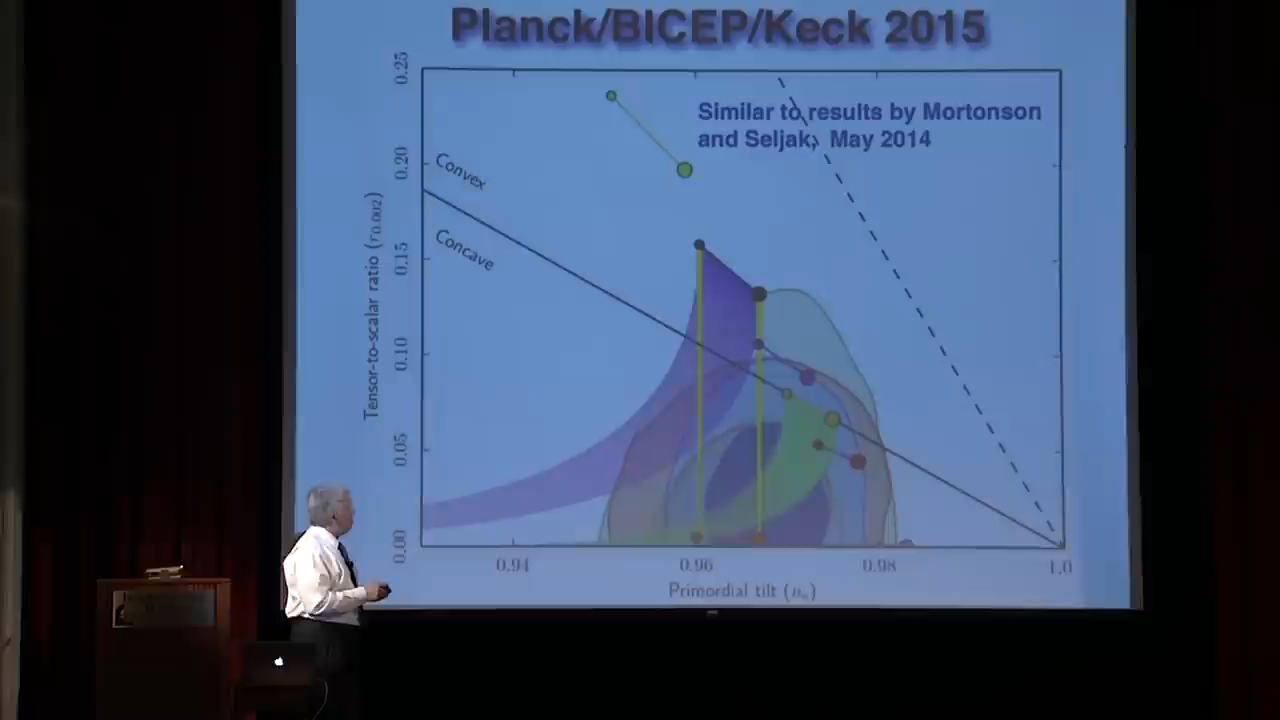 Planck/BICEP/Keck 2015
Similar to results by Mortonson
and Seljak, May 2014
Convex
Concave
Tensor-to-scalar ratio (r0.002)
0.25
0.20
0.15
0.10
0.05
0.00
0.94
0.96
0.98
1.0
Primordial tilt (ns)